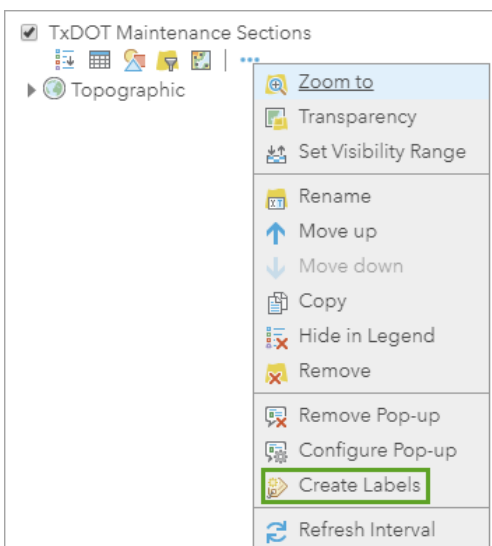 TxDOT Maintenance Sections
Topographic
Zoom to
Transparency
Set Visibility Range
Rename
Move up
Move down
Copy
Hide in Legend
Remove
Remove Pop-up
Configure Pop-up
Create Labels
Refresh Interval